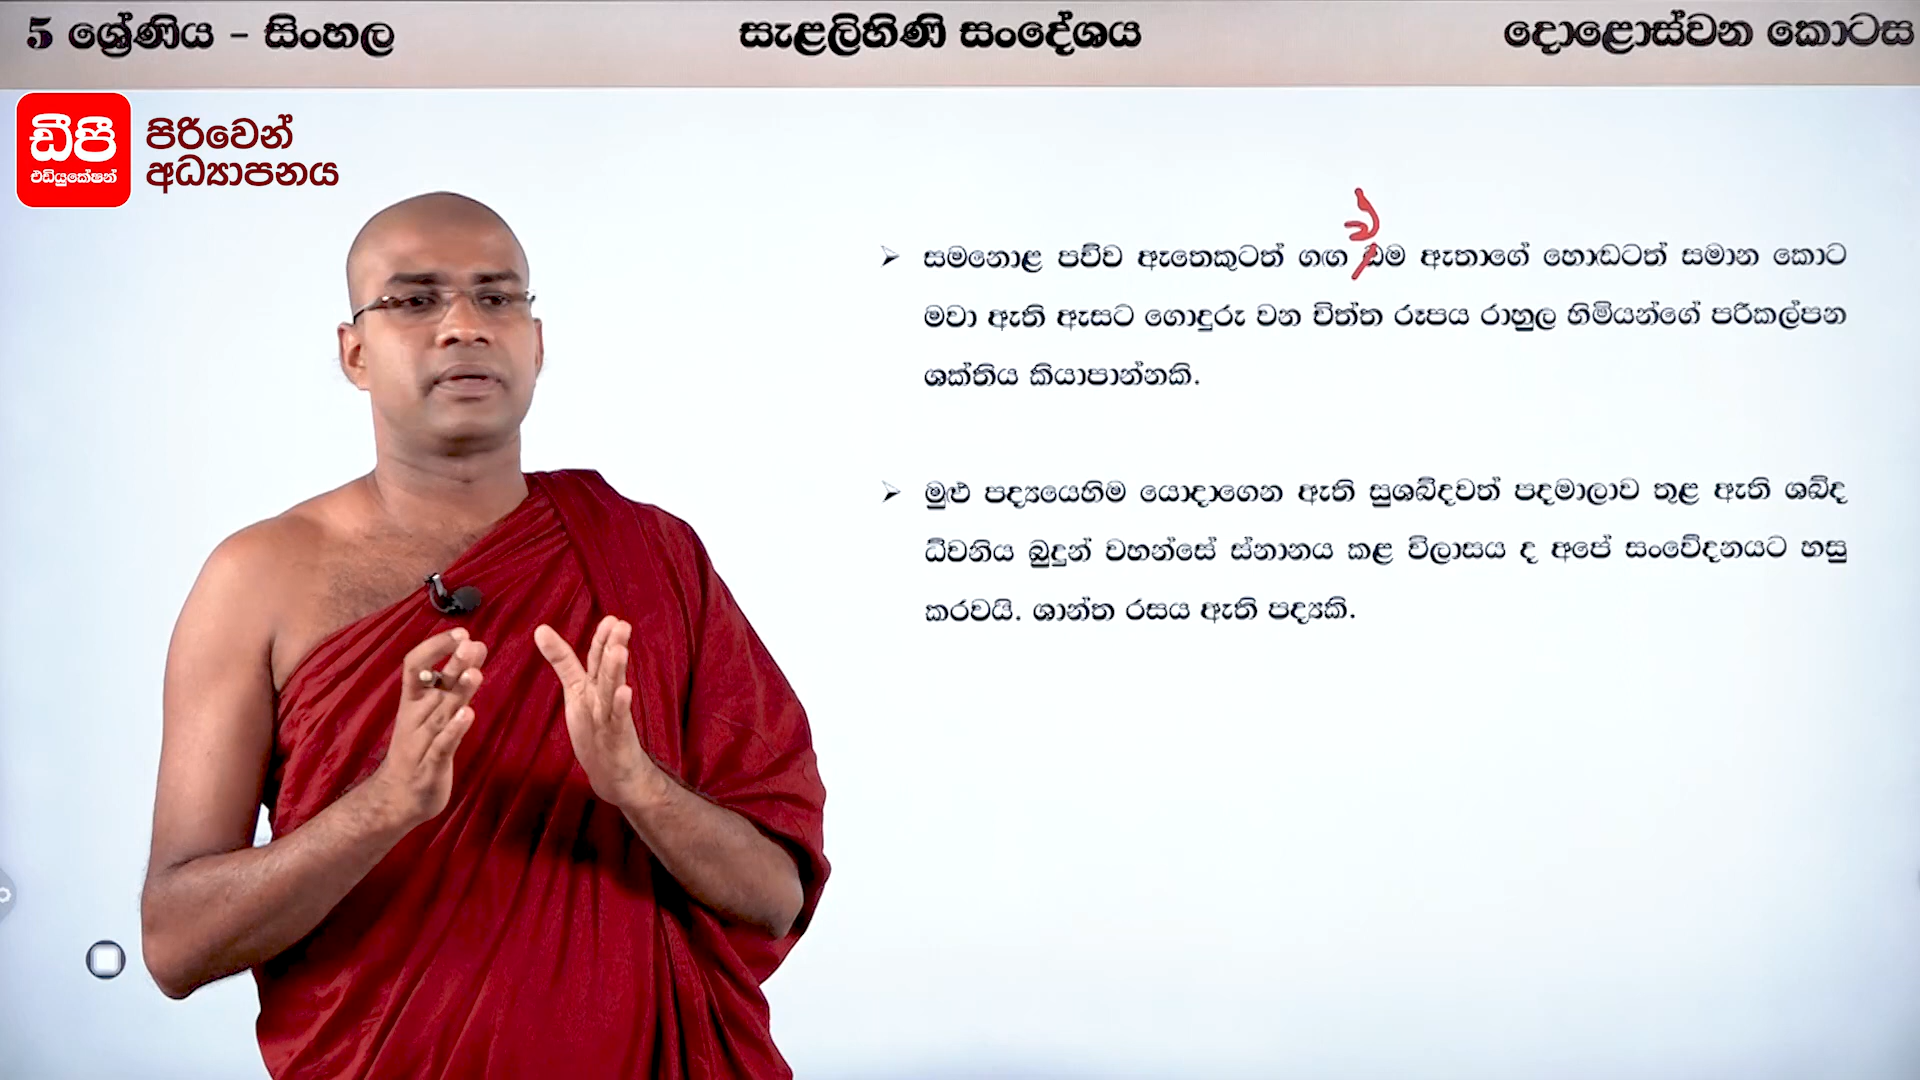 5 ශ්‍රේණිය - සිංහල
සැළලිහිණි සංදේශය
දොළොස්වන කොටස
ඩීපී
එඩියුකේෂන්
පිරිවෙන්
අධ්‍යාපනය
සමනොළ පව්ව ඇතෙකුටත් ගඟ එම ඇතාගේ හොඬටත් සමාන කොට
මවා ඇති ඇසට ගොදුරු වන චිත්ත රූපය රාහුල හිමියන්ගේ පරිකල්පන
ශක්තිය කියාපාන්නකි.
මුළු පද්‍යයෙහිම යොදාගෙන ඇති සුශබ්දවත් පදමාලාව තුළ ඇති ශබ්ද
ධ්වනිය බුදුන් වහන්සේ ස්නානය කළ විලාසය ද අපේ සංවේදනයට හසු
කරවයි. ශාන්ත රසය ඇති පද්‍යකි.